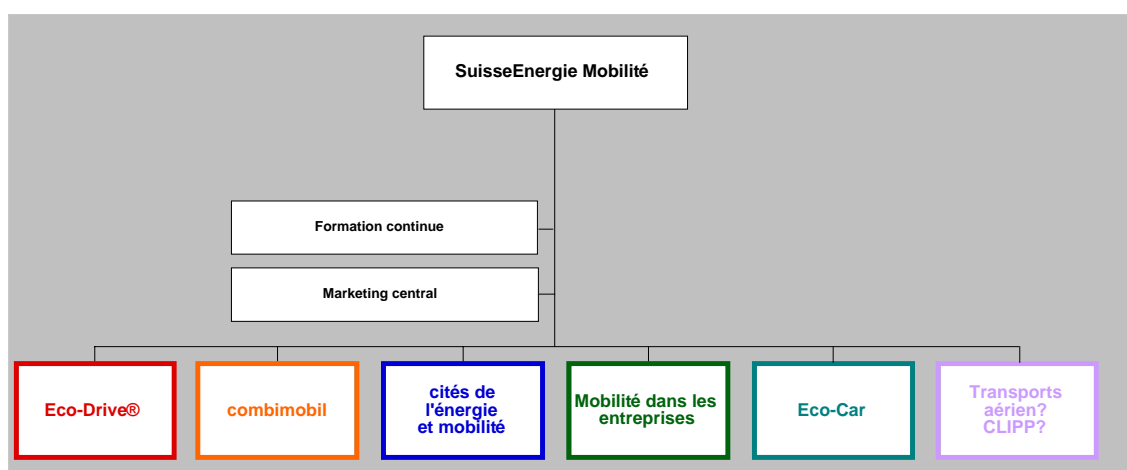 SuisseEnergie Mobilité
Formation continue
Marketing central
Eco-Drive®
combimobil
cités de
l'énergie
et mobilité
Mobilité dans les
entreprises
Eco-Car
Transports
aérien?
CLIPP?